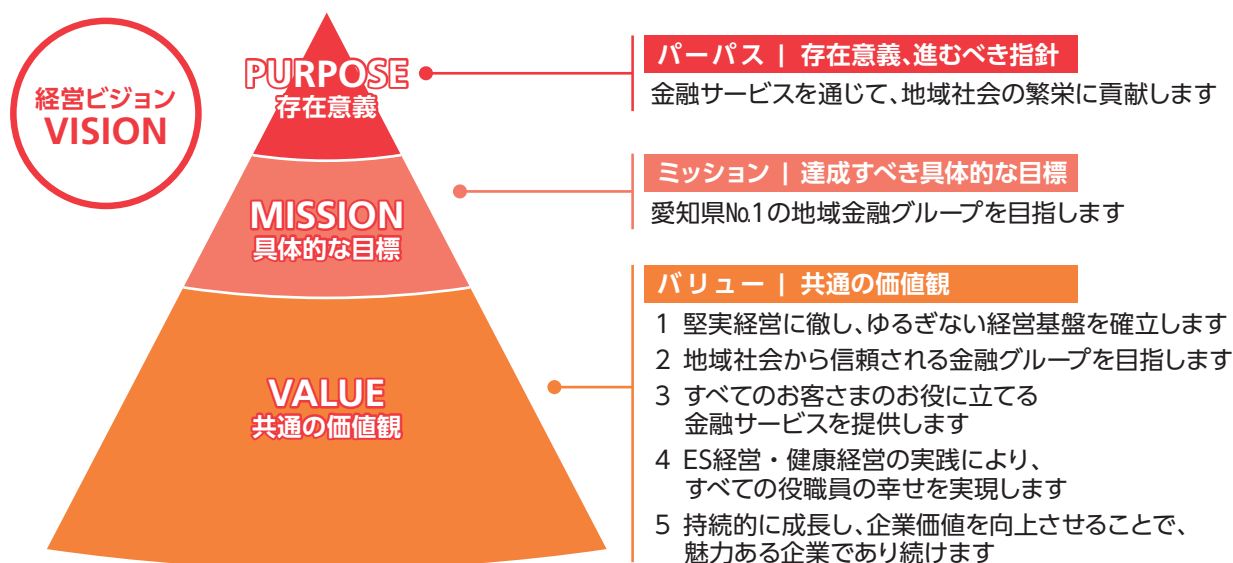 経営ビジョン
VISION
PURPOSE
存在意義
MISSION
具体的な目標
VALUE
共通の価値観
パーパス | 存在意義、進むべき指針
金融サービスを通じて、地域社会の繁栄に貢献します
ミッション | 達成すべき具体的な目標
愛知県№1の地域金融グループを目指します
バリュー | 共通の価値観
1 堅実経営に徹し、ゆるぎない経営基盤を確立します
2 地域社会から信頼される金融グループを目指します
3 すべてのお客さまのお役に立てる
金融サービスを提供します
4 ES経営・健康経営の実践により、
すべての役職員の幸せを実現します
5 持続的に成長し、企業価値を向上させることで、
魅力ある企業であり続けます